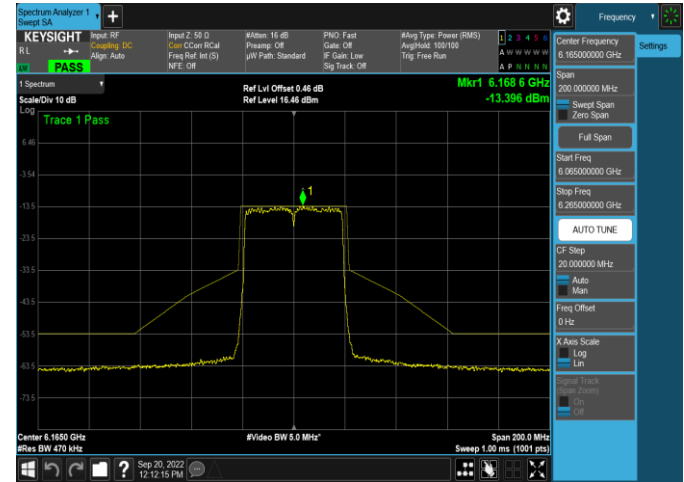 Spectrum Analyzer 1
Swept SA
Frequency
KEYSIGHT
R L
PASS
Input: RF
Coupling: DC
Align: Auto
Input Z: 50 Ω
Corr CCorr RCal
Freq Ref: Int (S)
NFE: Off
#Atten: 16 dB
Preamp: Off
µW Path: Standard
PNO: Fast
Gate: Off
IF Gain: Low
Sig Track: Off
#Avg Type: Power (RMS)
Avg|Hold: 100/100
Trig: Free Run
1 2 3 4 5 6
A W W W W W
A P N N N N
1 Spectrum
Scale/Div 10 dB
Ref Lvl Offset 0.46 dB
Ref Level 16.46 dBm
Mkr1 6.168 6 GHz
-13.396 dBm
Log
Trace 1 Pass
6.46
-3.54
-13.5
-23.5
-33.5
-43.5
-53.5
-63.5
-73.5
1
Center 6.1650 GHz
#Res BW 470 kHz
#Video BW 5.0 MHz*
Span 200.0 MHz
Sweep 1.00 ms (1001 pts)
Sep 20, 2022
12:12:15 PM
Center Frequency
6.165000000 GHz
Settings
Span
200.000000 MHz
Swept Span
Zero Span
Full Span
Start Freq
6.065000000 GHz
Stop Freq
6.265000000 GHz
AUTO TUNE
CF Step
20.000000 MHz
Auto
Man
Freq Offset
0 Hz
X Axis Scale
Log
Lin
Signal Track
(Span Zoom)
On
Off